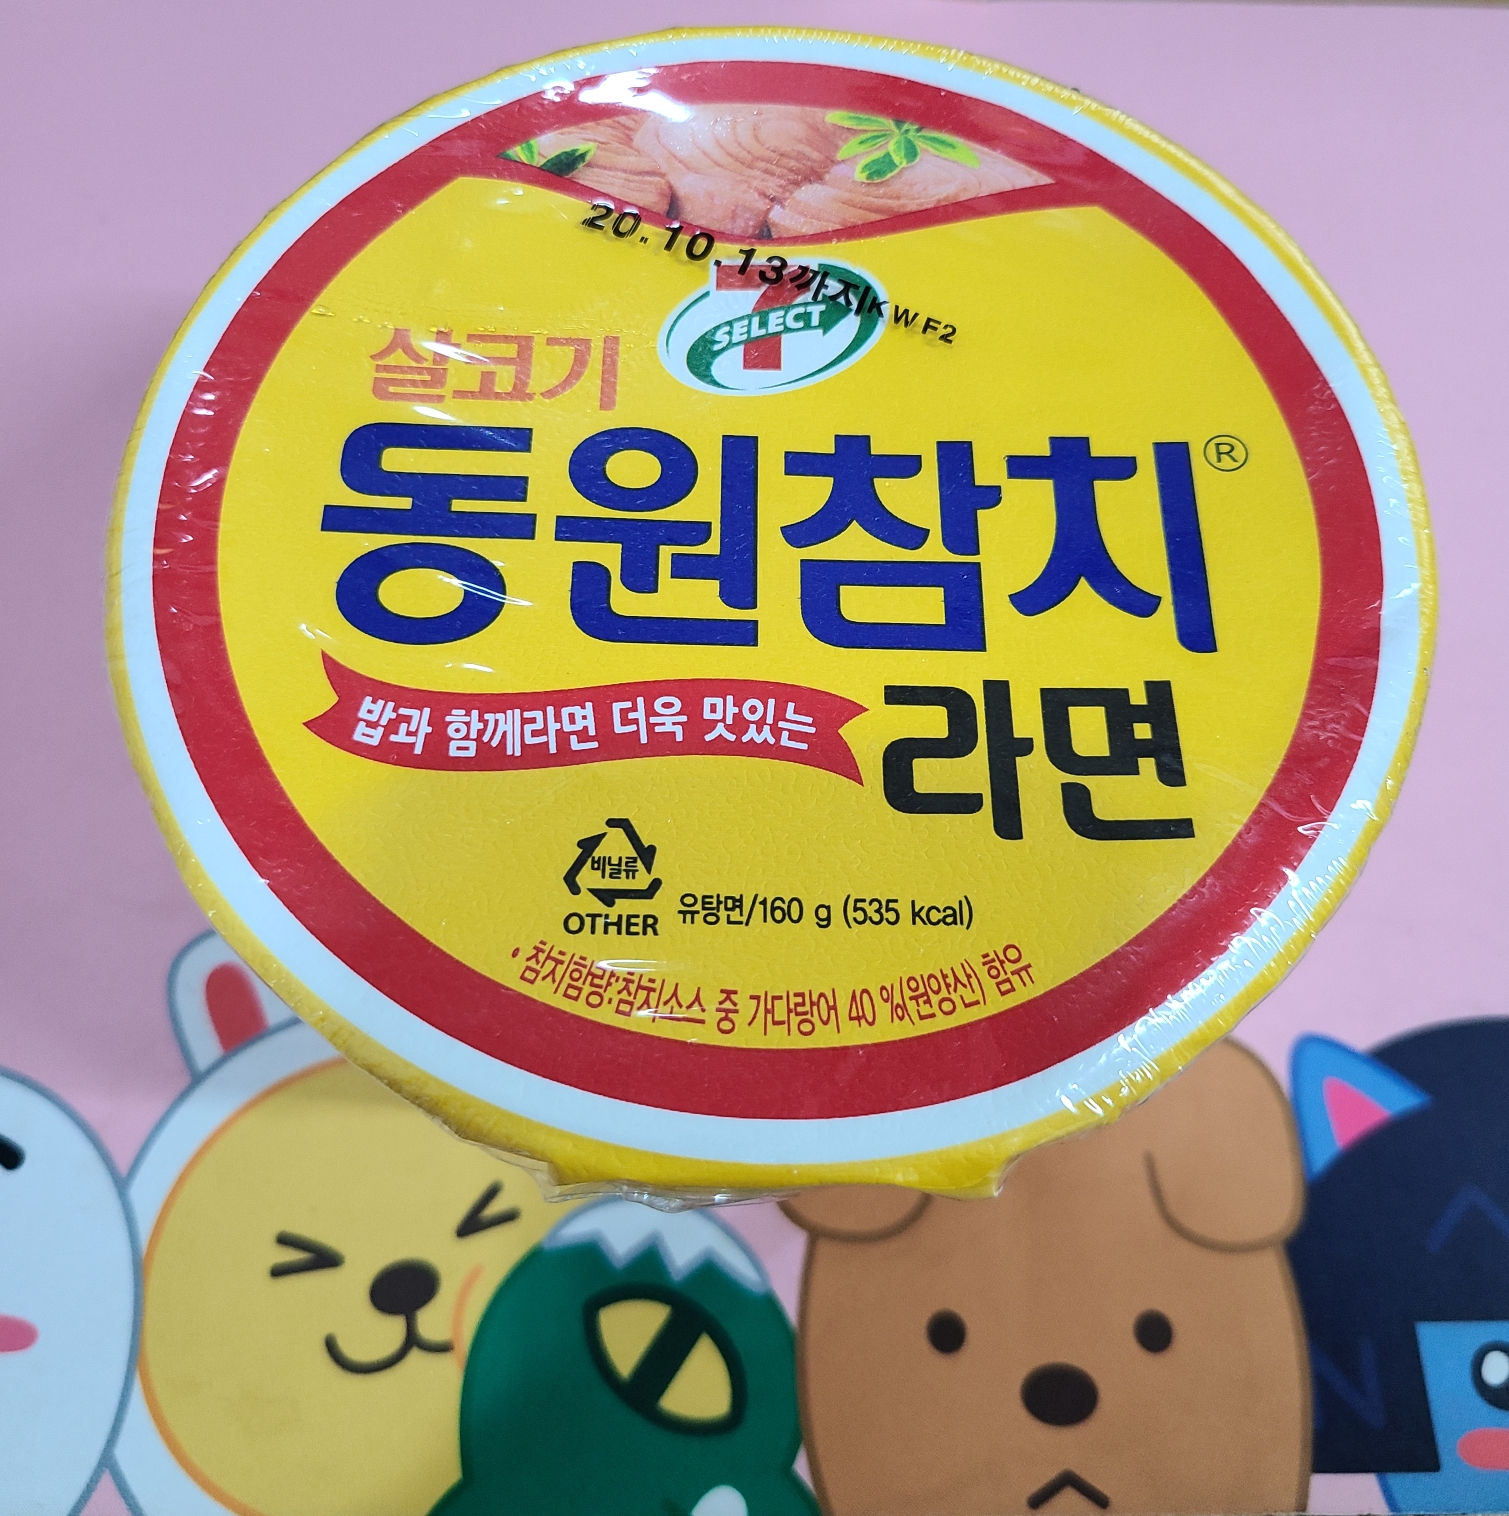 20.10.13까지KWF2
7
SELECT
살코기
동원참치®
밥과 함께라면 더욱 맛있는
라면
비닐류
OTHER
유탕면/160 g (535 kcal)
• 참치함량:참치소스 중 가다랑어 40 %(원양산) 함유